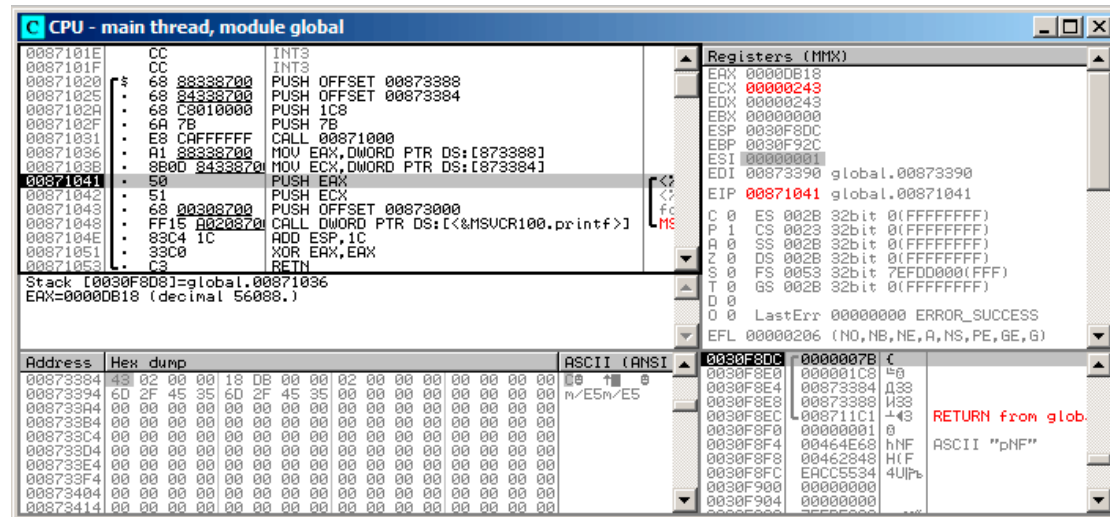 C CPU - main thread, module global
0087101E CC INT3
0087101F CC INT3
00871020 $ 68 88338700 PUSH OFFSET 00873388
00871025 . 68 84338700 PUSH OFFSET 00873384
0087102A . 68 C8010000 PUSH 1C8
0087102F . 6A 7B PUSH 7B
00871031 . E8 CAFFFFFF CALL 00871000
00871036 . A1 88338700 MOV EAX,DWORD PTR DS:[873388]
0087103B . 8B0D 8433870 MOV ECX,DWORD PTR DS:[873384]
00871041 . 50 PUSH EAX
00871042 . 51 PUSH ECX
00871043 . 68 00308700 PUSH OFFSET 00873000
00871048 . FF15 A020870 CALL DWORD PTR DS:[<&MSVCR100.printf>]
0087104E . 83C4 1C ADD ESP,1C
00871051 . 33C0 XOR EAX,EAX
00871053 . C3 RETN
Stack [0030F8D8]=global.00871036
EAX=0000DB18 (decimal 56088.)
Registers (MMX)
EAX 0000DB18
ECX 00000243
EDX 00000243
EBX 00000000
ESP 0030F8DC
EBP 0030F92C
ESI 00000001
EDI 00873390 global.00873390
EIP 00871041 global.00871041
C 0 ES 002B 32bit 0(FFFFFFFF)
P 1 CS 0023 32bit 0(FFFFFFFF)
A 0 SS 002B 32bit 0(FFFFFFFF)
Z 0 DS 002B 32bit 0(FFFFFFFF)
S 0 FS 0053 32bit 7EFDD000(FFF)
T 0 GS 002B 32bit 0(FFFFFFFF)
D 0
O 0 LastErr 00000000 ERROR_SUCCESS
EFL 00000206 (NO,NB,NE,A,NS,PE,GE,G)
Address Hex dump ASCII (ANSI
00873384 43 02 00 00 18 DB 00 00 02 00 00 00 00 00 00 00
00873394 6D 2F 45 35 6D 2F 45 35 00 00 00 00 00 00 00 00 m/E5m/E5
008733A4 00 00 00 00 00 00 00 00 00 00 00 00 00 00 00 00
008733B4 00 00 00 00 00 00 00 00 00 00 00 00 00 00 00 00
008733C4 00 00 00 00 00 00 00 00 00 00 00 00 00 00 00 00
008733D4 00 00 00 00 00 00 00 00 00 00 00 00 00 00 00 00
008733E4 00 00 00 00 00 00 00 00 00 00 00 00 00 00 00 00
008733F4 00 00 00 00 00 00 00 00 00 00 00 00 00 00 00 00
00873404 00 00 00 00 00 00 00 00 00 00 00 00 00 00 00 00
00873414 00 00 00 00 00 00 00 00 00 00 00 00 00 00 00 00
0030F8DC 0000007B {
0030F8E0 000001C8
0030F8E4 00873384
0030F8E8 00873388
0030F8EC 008711C1 RETURN from glob.
0030F8F0 00000001
0030F8F4 00464E68 hNF ASCII "pNF"
0030F8F8 00462848 H(F
0030F8FC EACC5534
0030F900 00000000
0030F904 00000000